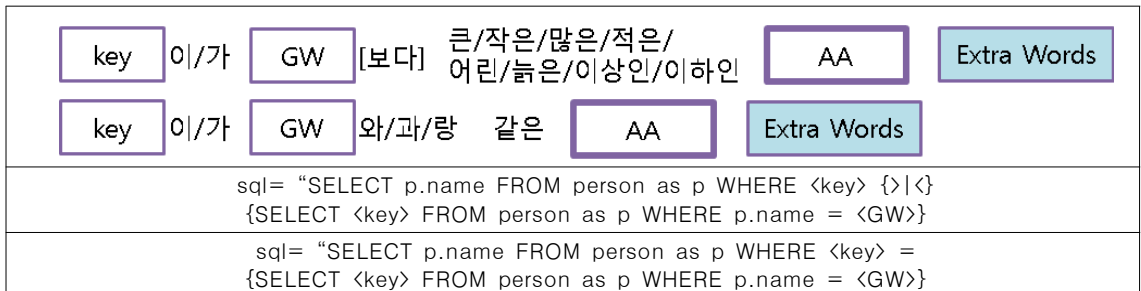 key 이/가 GW [보다] 큰/작은/많은/적은/
어린/늙은/이상인/이하인 AA Extra Words
key 이/가 GW 와/과/랑 같은 AA Extra Words
sql= “SELECT p.name FROM person as p WHERE <key> {>|<}
{SELECT <key> FROM person as p WHERE p.name = <GW>}
sql= “SELECT p.name FROM person as p WHERE <key> =
{SELECT <key> FROM person as p WHERE p.name = <GW>}